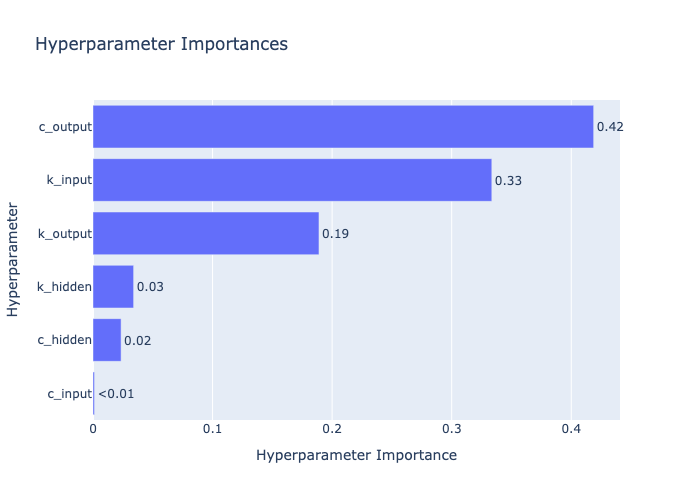 Hyperparameter Importances
Hyperparameter
c_output 0.42
k_input 0.33
k_output 0.19
k_hidden 0.03
c_hidden 0.02
c_input <0.01
0 0.1 0.2 0.3 0.4
Hyperparameter Importance